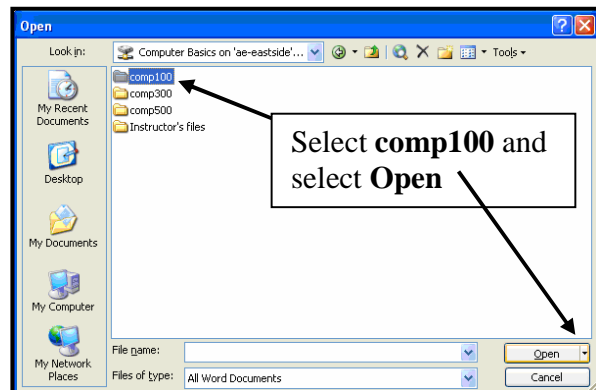 Open
Look in:
Computer Basics on 'ae-eastside'...
Tools
My Recent
Documents
Desktop
My Documents
My Computer
My Network
Places
comp100
comp300
comp500
Instructor's files
Select comp100 and
select Open
File name:
Open
Files of type:
All Word Documents
Cancel